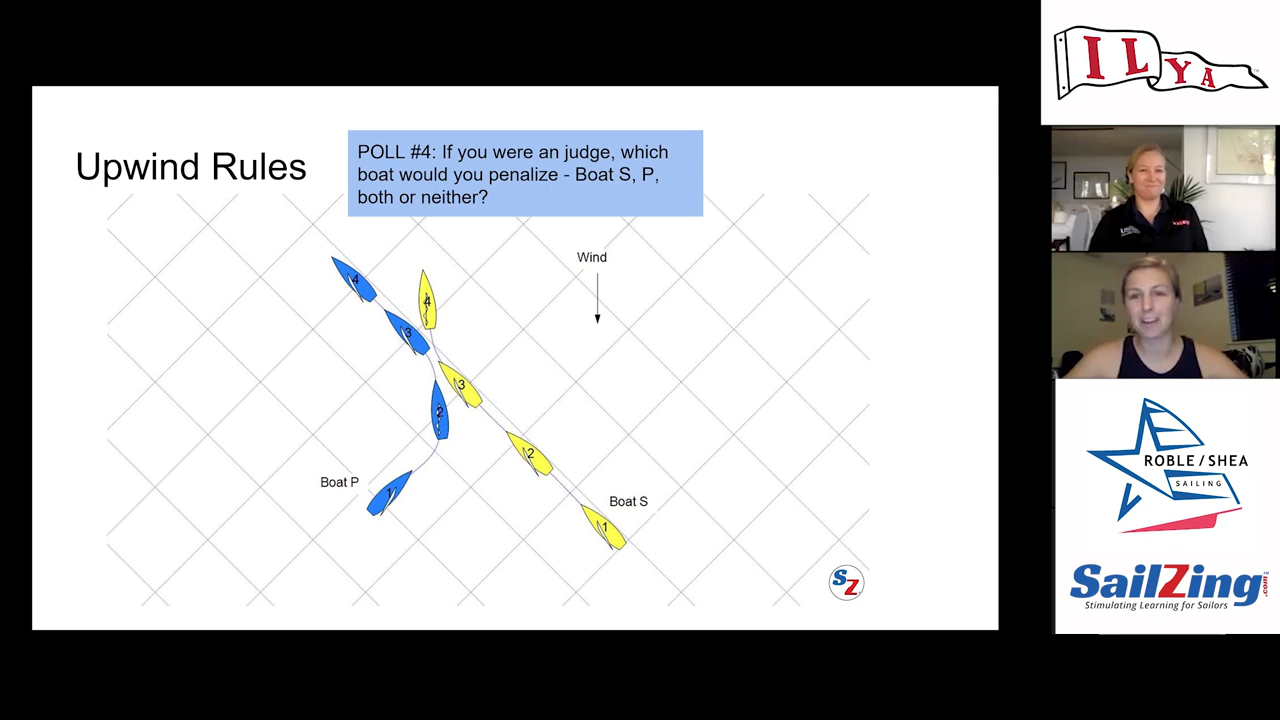 Upwind Rules
POLL #4: If you were an judge, which
boat would you penalize - Boat S, P,
both or neither?
Wind
4
4
3
3
2
2
Boat P
1
Boat S
1
SZ
ILYA
ROBLE / SHEA
SAILING
SailZing.com
Stimulating Learning for Sailors